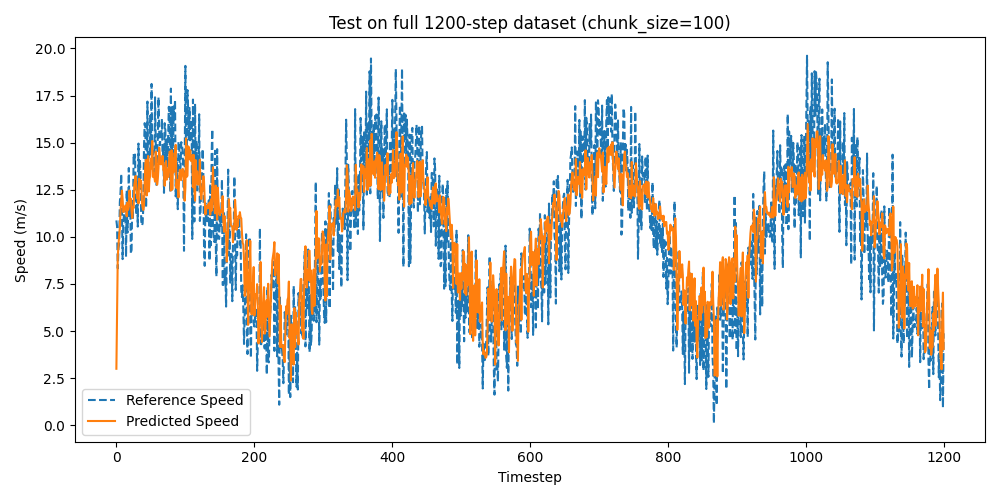 Test on full 1200-step dataset (chunk_size=100)
20.0
17.5
15.0
12.5
10.0
7.5
5.0
2.5
0.0
Speed (m/s)
Reference Speed
Predicted Speed
0 200 400 600 800 1000 1200
Timestep